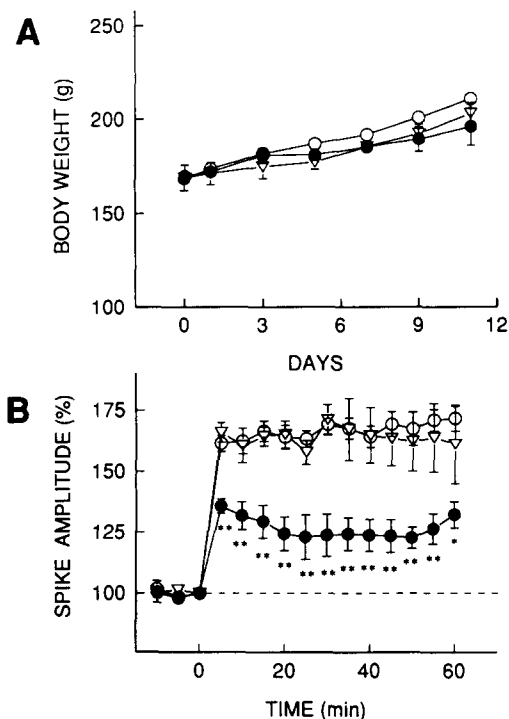 A
BODY WEIGHT (g)
250
200
150
100
0 3 6 9 12
DAYS
B
SPIKE AMPLITUDE (%)
175
150
125
100
** ** ** ** ** ** ** ** ** ** ** *
0 20 40 60
TIME (min)